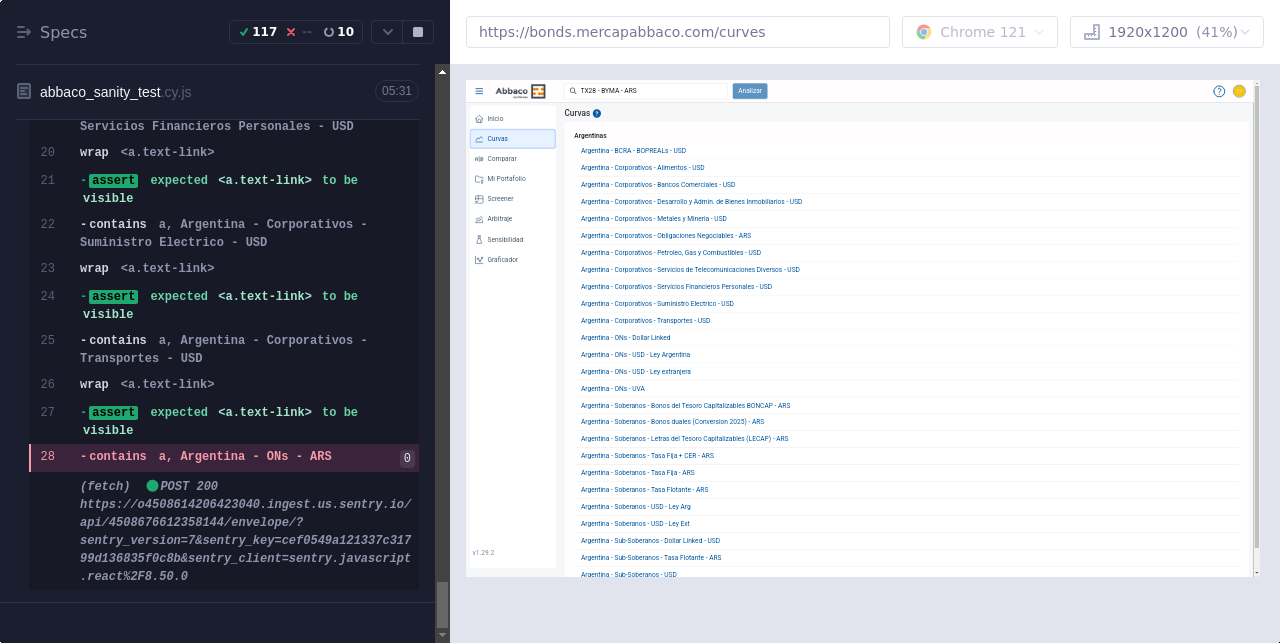 Specs
117 -- 10
abbaco_sanity_test.cy.js 05:31
Servicios Financieros Personales - USD
20 wrap <a.text-link>
21 -assert expected <a.text-link> to be
visible
22 -contains a, Argentina - Corporativos -
Suministro Electrico - USD
23 wrap <a.text-link>
24 -assert expected <a.text-link> to be
visible
25 -contains a, Argentina - Corporativos -
Transportes - USD
26 wrap <a.text-link>
27 -assert expected <a.text-link> to be
visible
28 -contains a, Argentina - ONs - ARS 0
(fetch) POST 200
https://o4508614206423040.ingest.us.sentry.io/
api/4508676612358144/envelope/?
sentry_version=7&sentry_key=cef0549a121337c317
99d136835f0c8b&sentry_client=sentry.javascript
.react%2F8.50.0
https://bonds.mercapabbaco.com/curves
Chrome 121
1920x1200 (41%)
Abbaco
TX28 - BYMA - ARS
Analizar
?
Inicio
Curvas
Comparar
Mi Portafolio
Screener
Arbitraje
Sensibilidad
Graficador
v1.29.2
Curvas ?
Argentinas
Argentina - BCRA - BOPREALs - USD
Argentina - Corporativos - Alimentos - USD
Argentina - Corporativos - Bancos Comerciales - USD
Argentina - Corporativos - Desarrollo y Admin. de Bienes Inmobiliarios - USD
Argentina - Corporativos - Metales y Mineria - USD
Argentina - Corporativos - Obligaciones Negociables - ARS
Argentina - Corporativos - Petroleo, Gas y Combustibles - USD
Argentina - Corporativos - Servicios de Telecomunicaciones Diversos - USD
Argentina - Corporativos - Servicios Financieros Personales - USD
Argentina - Corporativos - Suministro Electrico - USD
Argentina - Corporativos - Transportes - USD
Argentina - ONs - Dollar Linked
Argentina - ONs - USD - Ley Argentina
Argentina - ONs - USD - Ley extranjera
Argentina - ONs - UVA
Argentina - Soberanos - Bonos del Tesoro Capitalizables BONCAP - ARS
Argentina - Soberanos - Bonos duales (Conversion 2025) - ARS
Argentina - Soberanos - Letras del Tesoro Capitalizables (LECAP) - ARS
Argentina - Soberanos - Tasa Fija + CER - ARS
Argentina - Soberanos - Tasa Fija - ARS
Argentina - Soberanos - Tasa Flotante - ARS
Argentina - Soberanos - USD - Ley Arg
Argentina - Soberanos - USD - Ley Ext
Argentina - Sub-Soberanos - Dollar Linked - USD
Argentina - Sub-Soberanos - Tasa Flotante - ARS
Argentina - Sub-Soberanos - USD